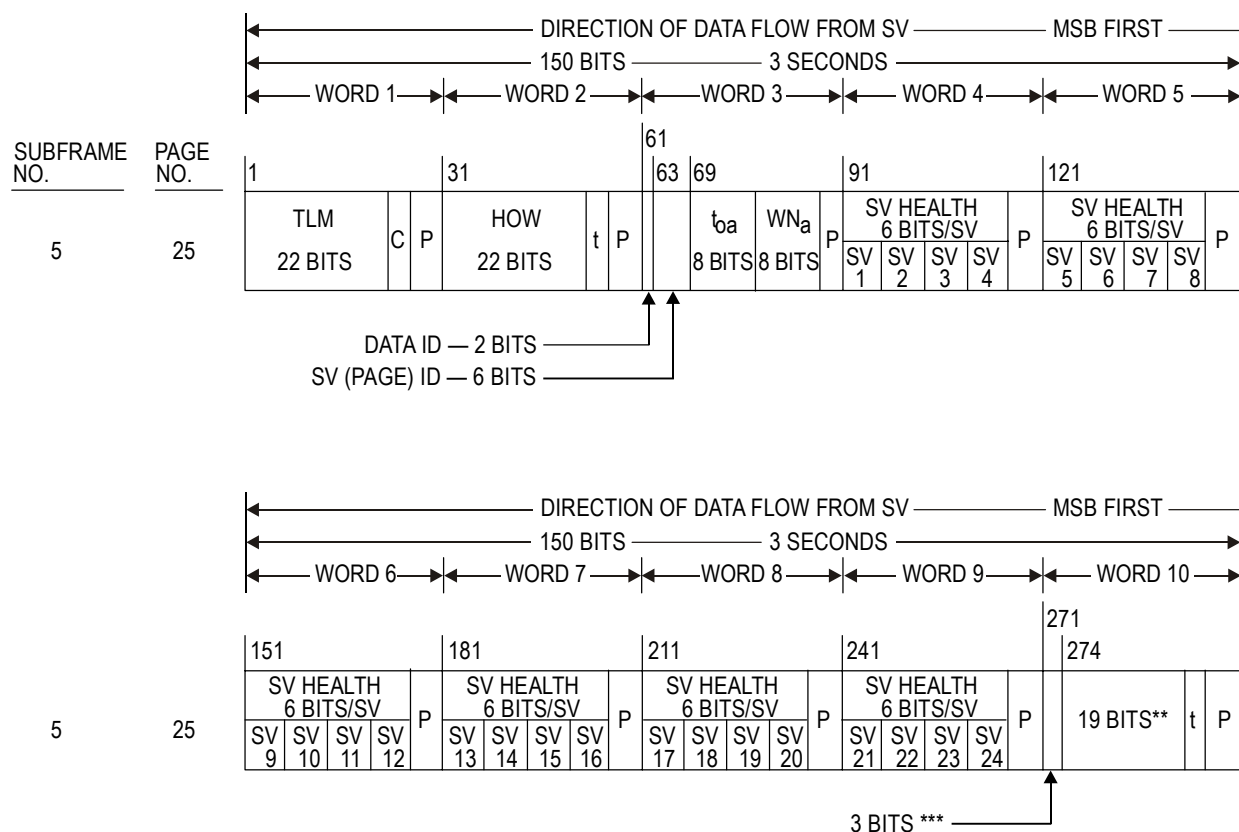 DIRECTION OF DATA FLOW FROM SV MSB FIRST
150 BITS 3 SECONDS
WORD 1 WORD 2 WORD 3 WORD 4 WORD 5
SUBFRAME NO. PAGE NO.
61
1 31 63 69 91 121
5 25
TLM 22 BITS C P
HOW 22 BITS t P
toa 8 BITS WNa 8 BITS P
SV HEALTH 6 BITS/SV P
SV 1 SV 2 SV 3 SV 4
SV HEALTH 6 BITS/SV P
SV 5 SV 6 SV 7 SV 8
DATA ID — 2 BITS
SV (PAGE) ID — 6 BITS
DIRECTION OF DATA FLOW FROM SV MSB FIRST
150 BITS 3 SECONDS
WORD 6 WORD 7 WORD 8 WORD 9 WORD 10
271
151 181 211 241 274
5 25
SV HEALTH 6 BITS/SV P
SV 9 SV 10 SV 11 SV 12
SV HEALTH 6 BITS/SV P
SV 13 SV 14 SV 15 SV 16
SV HEALTH 6 BITS/SV P
SV 17 SV 18 SV 19 SV 20
SV HEALTH 6 BITS/SV P
SV 21 SV 22 SV 23 SV 24
19 BITS** t P
3 BITS ***